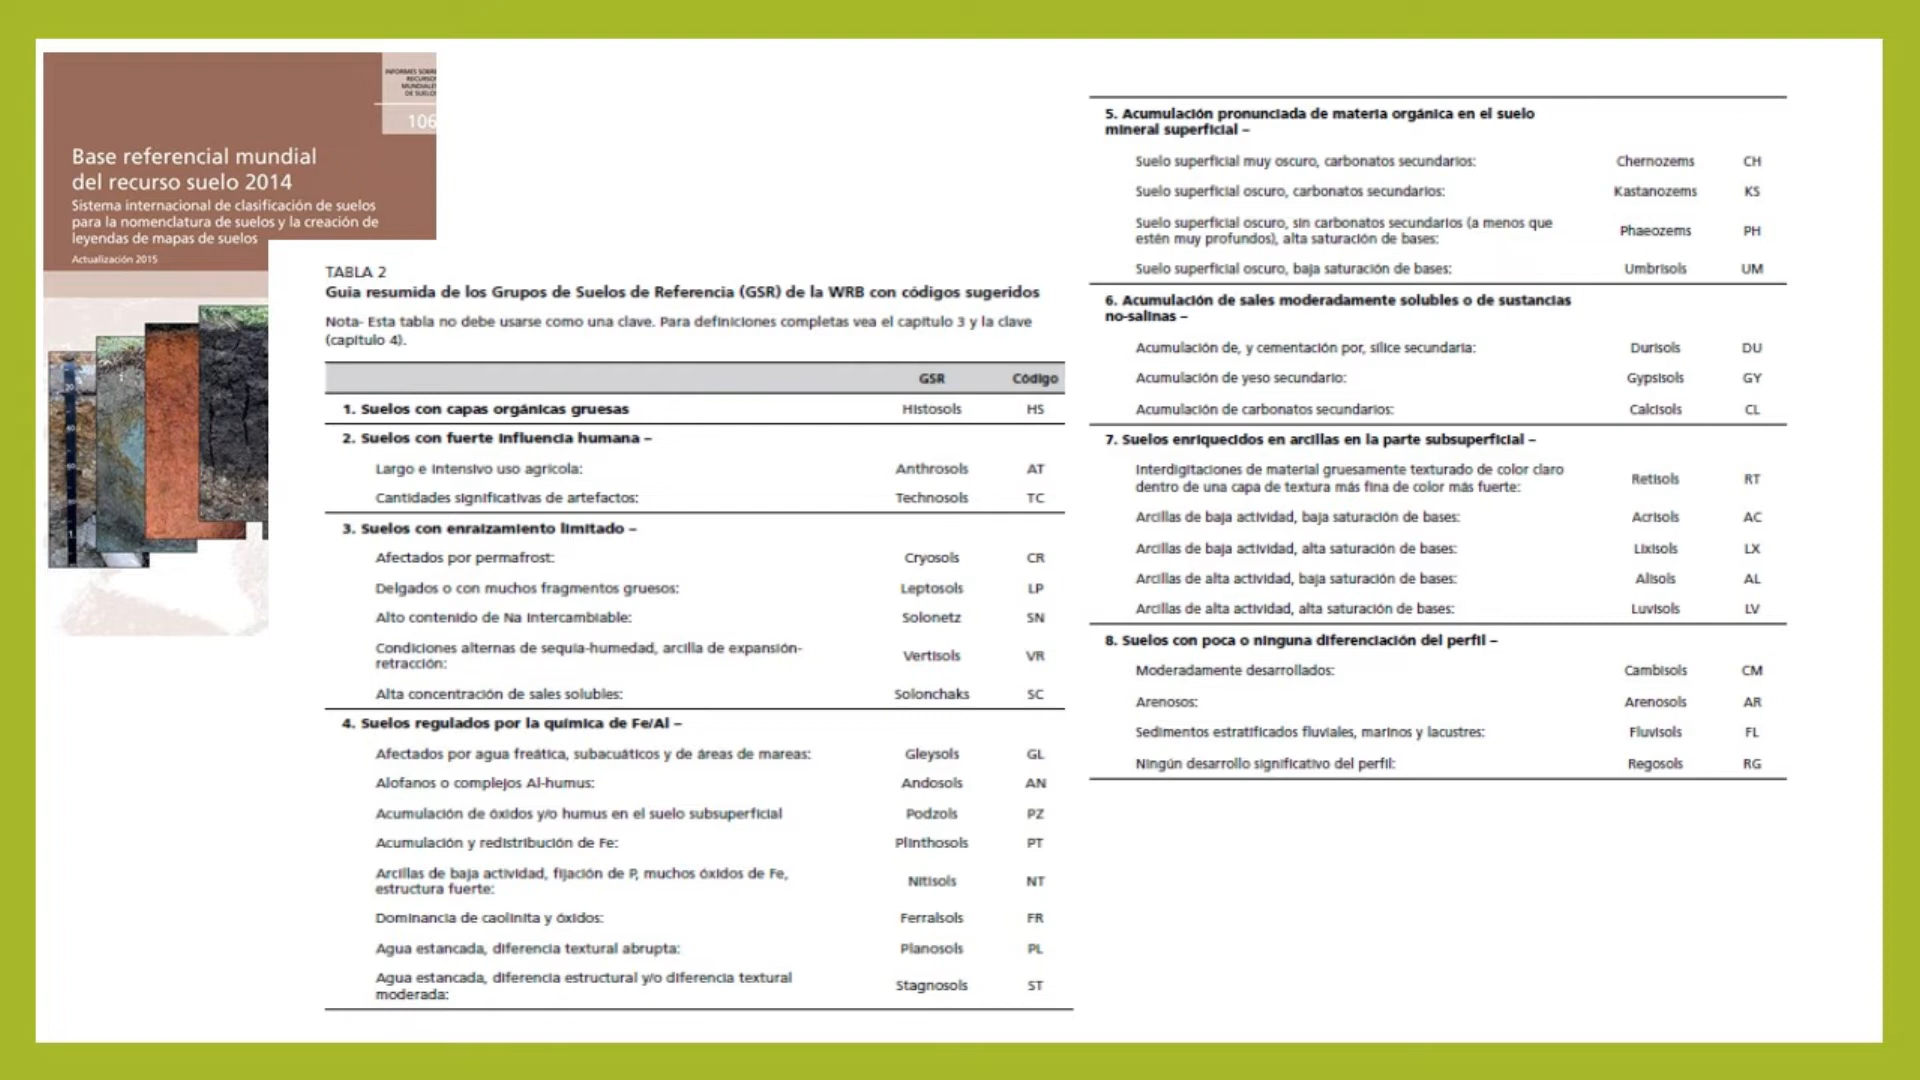 INFORMES SOBRE
RECURSOS
MUNDIALES
DE SUELOS
106
Base referencial mundial
del recurso suelo 2014
Sistema internacional de clasificación de suelos
para la nomenclatura de suelos y la creación de
leyendas de mapas de suelos
Actualización 2015
TABLA 2
Guia resumida de los Grupos de Suelos de Referencia (GSR) de la WRB con códigos sugeridos
Nota- Esta tabla no debe usarse como una clave. Para definiciones completas vea el capítulo 3 y la clave
(capítulo 4).
GSR Código
1. Suelos con capas orgánicas gruesas Histosols HS
2. Suelos con fuerte influencia humana –
Largo e intensivo uso agrícola: Anthrosols AT
Cantidades significativas de artefactos: Technosols TC
3. Suelos con enraizamiento limitado –
Afectados por permafrost: Cryosols CR
Delgados o con muchos fragmentos gruesos: Leptosols LP
Alto contenido de Na intercambiable: Solonetz SN
Condiciones alternas de sequía-humedad, arcilla de expansión-
retracción: Vertisols VR
Alta concentración de sales solubles: Solonchaks SC
4. Suelos regulados por la química de Fe/Al –
Afectados por agua freática, subacuáticos y de áreas de mareas: Gleysols GL
Alofanos o complejos Al-humus: Andosols AN
Acumulación de óxidos y/o humus en el suelo subsuperficial Podzols PZ
Acumulación y redistribución de Fe: Plinthosols PT
Arcillas de baja actividad, fijación de P, muchos óxidos de Fe,
estructura fuerte: Nitisols NT
Dominancia de caolinita y óxidos: Ferralsols FR
Agua estancada, diferencia textural abrupta: Planosols PL
Agua estancada, diferencia estructural y/o diferencia textural
moderada: Stagnosols ST
5. Acumulación pronunciada de materia orgánica en el suelo
mineral superficial –
Suelo superficial muy oscuro, carbonatos secundarios: Chernozems CH
Suelo superficial oscuro, carbonatos secundarios: Kastanozems KS
Suelo superficial oscuro, sin carbonatos secundarios (a menos que
estén muy profundos), alta saturación de bases: Phaeozems PH
Suelo superficial oscuro, baja saturación de bases: Umbrisols UM
6. Acumulación de sales moderadamente solubles o de sustancias
no-salinas –
Acumulación de, y cementación por, sílice secundaria: Durisols DU
Acumulación de yeso secundario: Gypsisols GY
Acumulación de carbonatos secundarios: Calcisols CL
7. Suelos enriquecidos en arcillas en la parte subsuperficial –
Interdigitaciones de material gruesamente texturado de color claro
dentro de una capa de textura más fina de color más fuerte: Retisols RT
Arcillas de baja actividad, baja saturación de bases: Acrisols AC
Arcillas de baja actividad, alta saturación de bases: Lixisols LX
Arcillas de alta actividad, baja saturación de bases: Alisols AL
Arcillas de alta actividad, alta saturación de bases: Luvisols LV
8. Suelos con poca o ninguna diferenciación del perfil –
Moderadamente desarrollados: Cambisols CM
Arenosos: Arenosols AR
Sedimentos estratificados fluviales, marinos y lacustres: Fluvisols FL
Ningún desarrollo significativo del perfil: Regosols RG